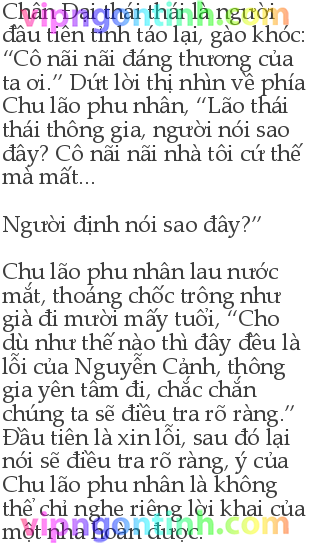 Chân Đại thái thái là người
đầu tiên tỉnh táo lại, gào khóc:
“Cô nãi nãi đáng thương của
ta ơi.” Dứt lời thị nhìn về phía
Chu lão phu nhân, “Lão thái
thái thông gia, người nói sao
đây? Cô nãi nãi nhà tôi cứ thế
mà mất...
Người định nói sao đây?”
Chu lão phu nhân lau nước
mắt, thoáng chốc trông như
già đi mười mấy tuổi, “Cho
dù như thế nào thì đây đều là
lỗi của Nguyễn Cảnh, thông
gia yên tâm đi, chắc chắn
chúng ta sẽ điều tra rõ ràng.”
Đầu tiên là xin lỗi, sau đó lại
nói sẽ điều tra rõ ràng, ý của
Chu lão phu nhân là không
thể chỉ nghe riêng lời khai của
một nha hoàn được.
vipngontinh.com
vipngontinh.com